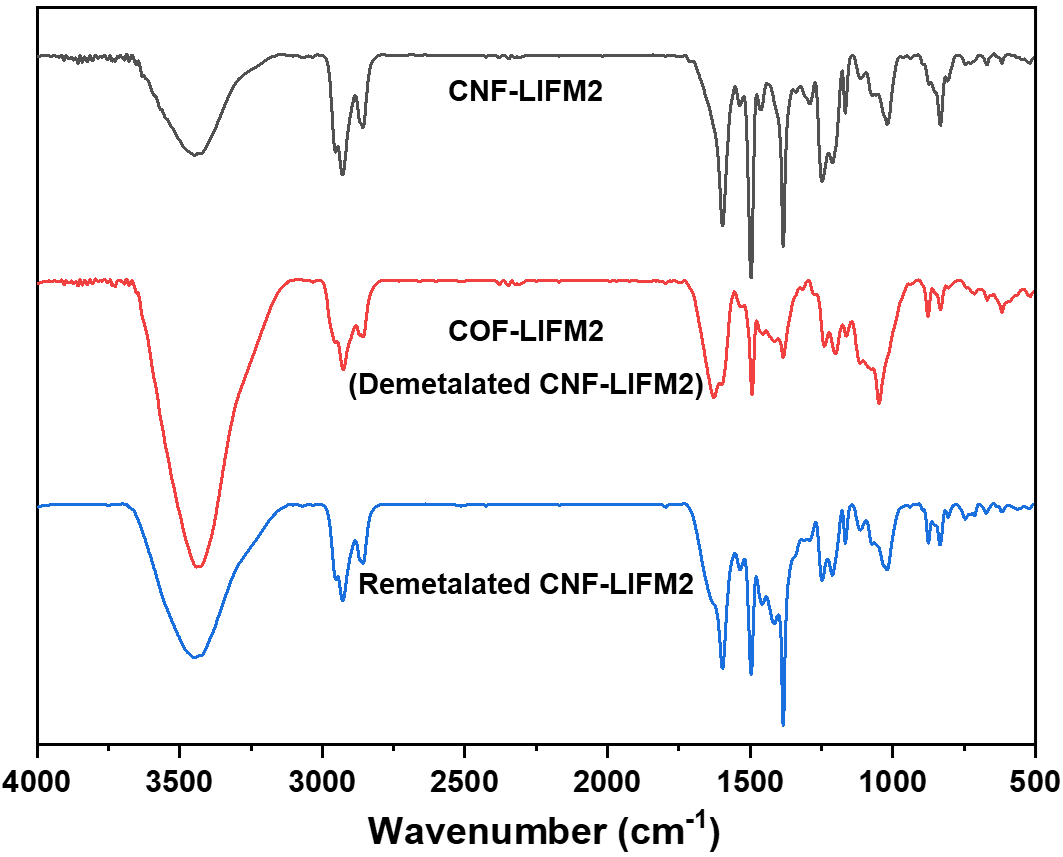 CNF-LIFM2
COF-LIFM2
(Demetalated CNF-LIFM2)
Remetalated CNF-LIFM2
4000 3500 3000 2500 2000 1500 1000 500
Wavenumber (cm⁻¹)